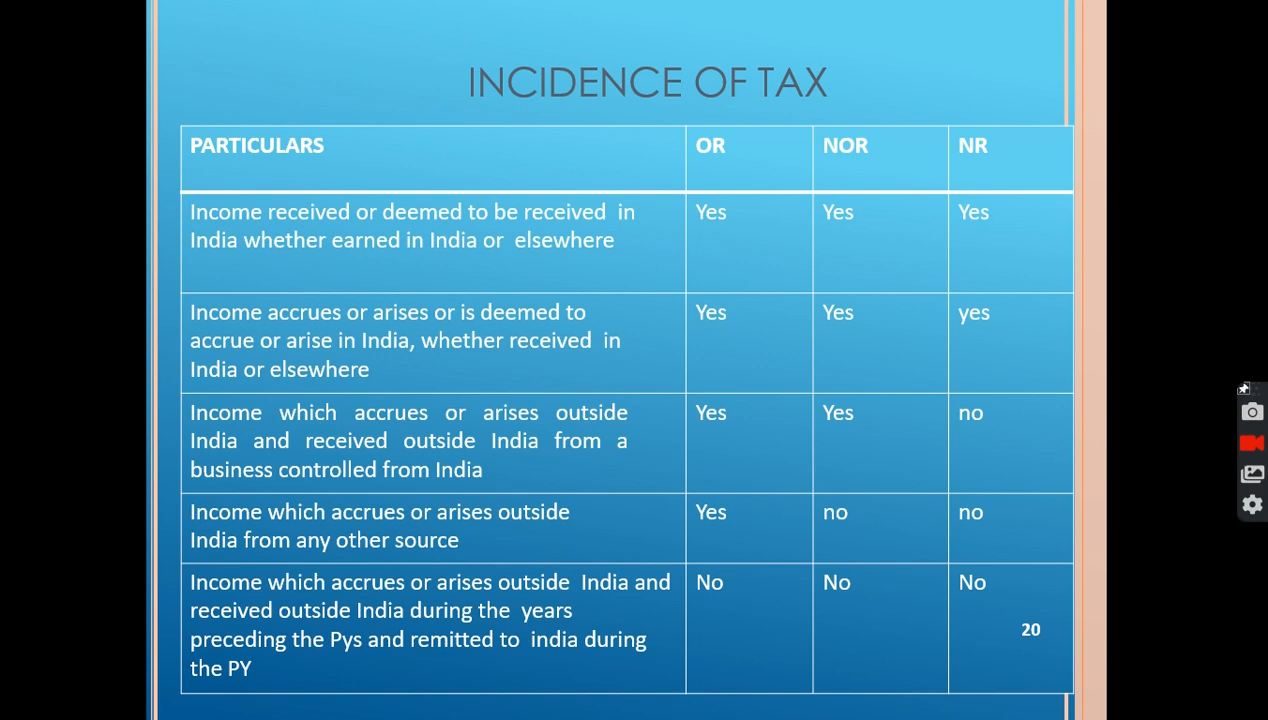 INCIDENCE OF TAX
PARTICULARS OR NOR NR
Income received or deemed to be received in Yes Yes Yes
India whether earned in India or elsewhere
Income accrues or arises or is deemed to Yes Yes yes
accrue or arise in India, whether received in
India or elsewhere
Income which accrues or arises outside Yes Yes no
India and received outside India from a
business controlled from India
Income which accrues or arises outside Yes no no
India from any other source
Income which accrues or arises outside India and No No No
received outside India during the years
preceding the Pys and remitted to india during
the PY
20